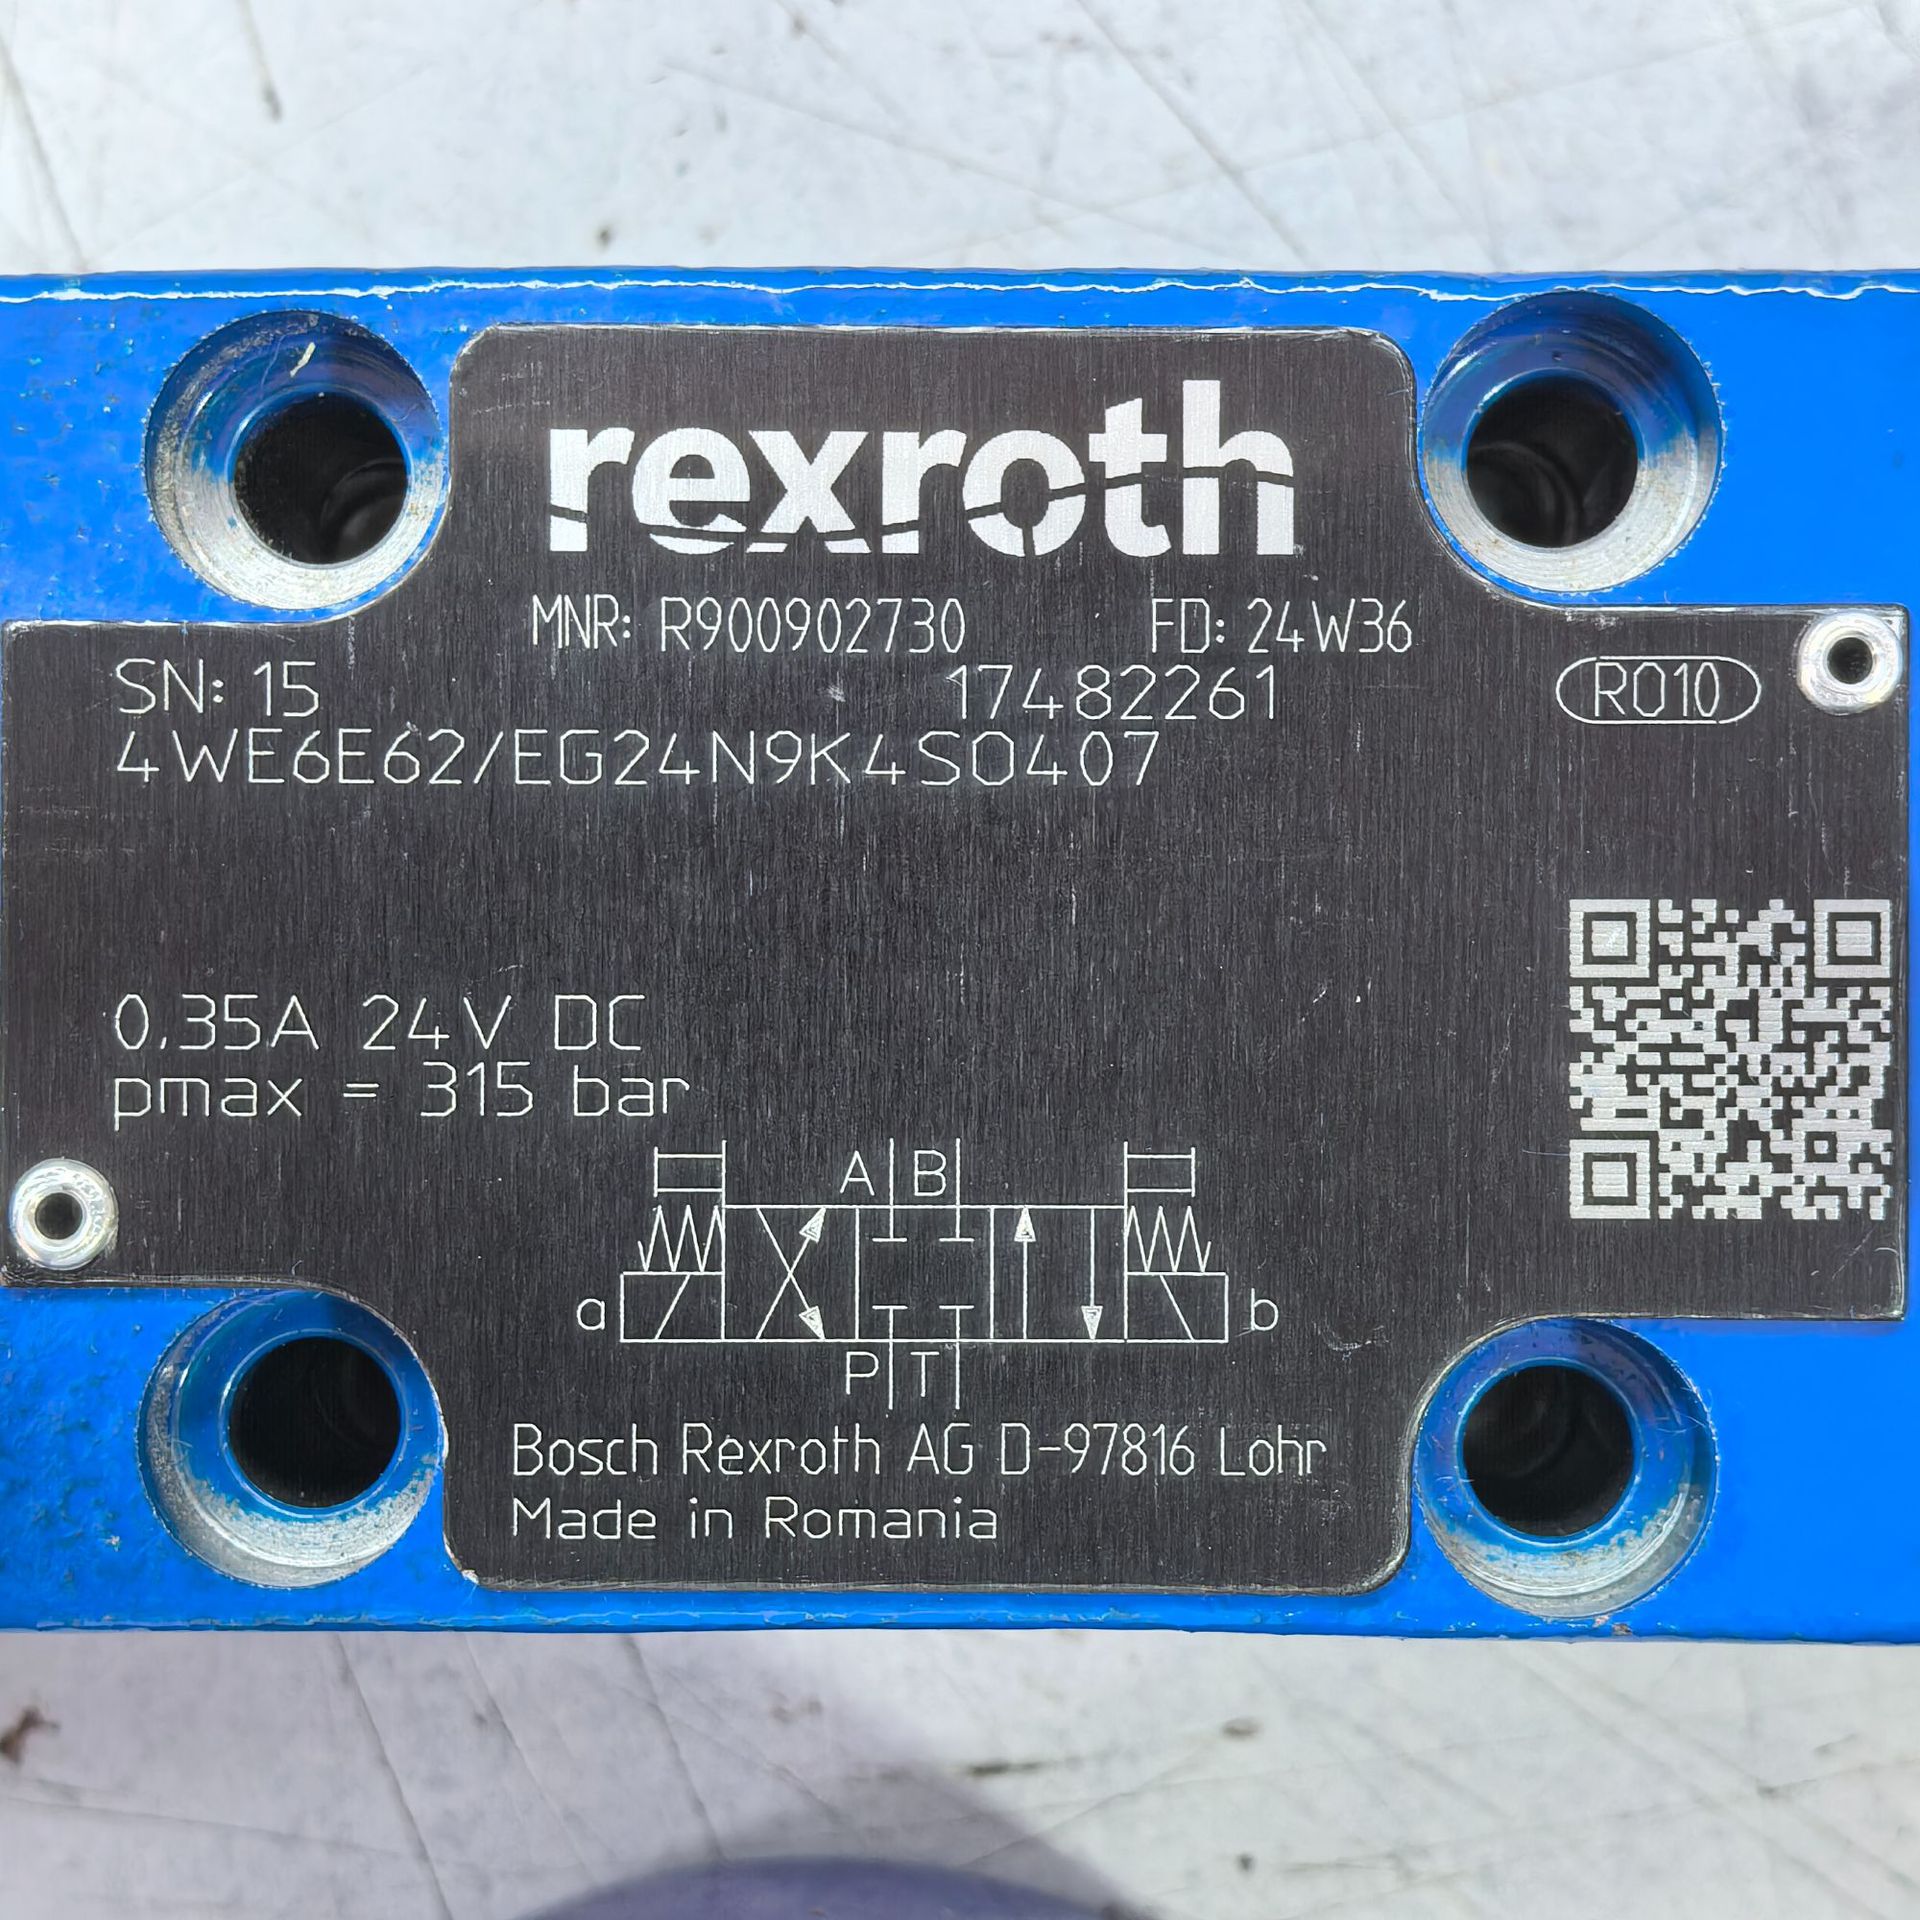 rexroth
MNR: R900902730 FD: 24W36
SN: 15 17482261
RO10
4WE6E62/EG24N9K4SO407
0.35A 24V DC
pmax = 315 bar
A B
a b
P T
Bosch Rexroth AG D-97816 Lohr
Made in Romania